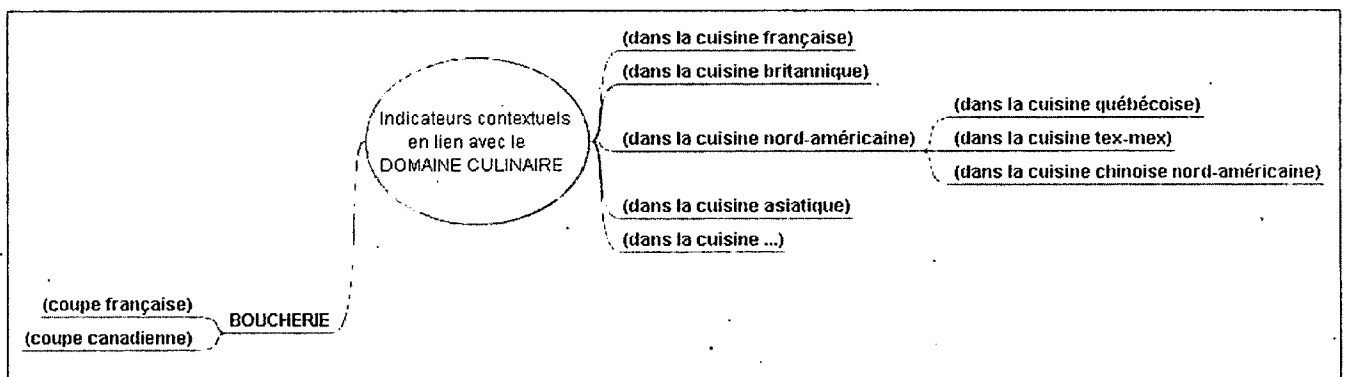 (dans la cuisine française)
(dans la cuisine britannique)
Indicateurs contextuels
en lien avec le
DOMAINE CULINAIRE
(dans la cuisine nord-américaine)
(dans la cuisine québécoise)
(dans la cuisine tex-mex)
(dans la cuisine chinoise nord-américaine)
(dans la cuisine asiatique)
(dans la cuisine ...)
(coupe française)
BOUCHERIE
(coupe canadienne)